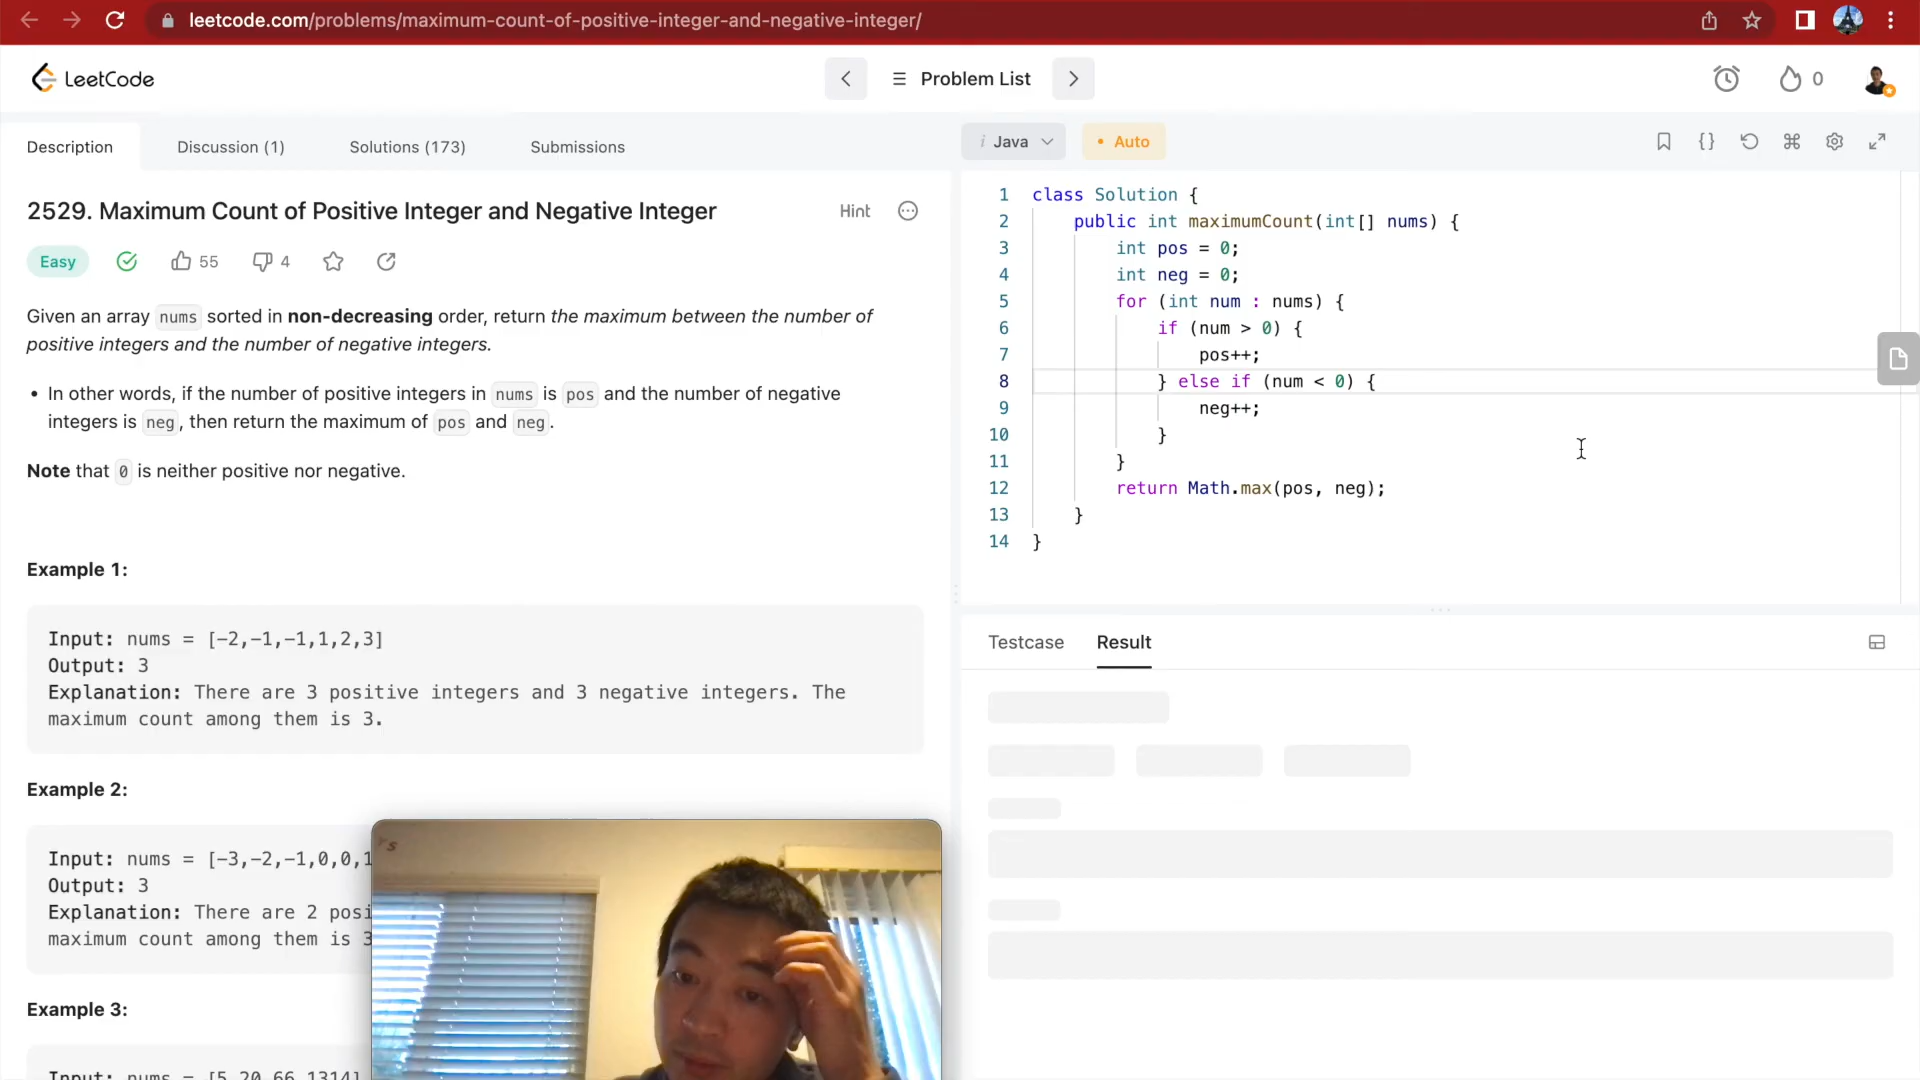 leetcode.com/problems/maximum-count-of-positive-integer-and-negative-integer/
LeetCode
Problem List
0
Description
Discussion (1)
Solutions (173)
Submissions
i Java
• Auto
2529. Maximum Count of Positive Integer and Negative Integer
Hint
Easy
55
4
Given an array nums sorted in non-decreasing order, return the maximum between the number of
positive integers and the number of negative integers.
• In other words, if the number of positive integers in nums is pos and the number of negative
integers is neg, then return the maximum of pos and neg.
Note that 0 is neither positive nor negative.
Example 1:
Input: nums = [-2,-1,-1,1,2,3]
Output: 3
Explanation: There are 3 positive integers and 3 negative integers. The
maximum count among them is 3.
Example 2:
Input: nums = [-3,-2,-1,0,0,1
Output: 3
Explanation: There are 2 posi
maximum count among them is 3
Example 3:
Input: nums = [5,20,66,1314]
1 class Solution {
2 public int maximumCount(int[] nums) {
3 int pos = 0;
4 int neg = 0;
5 for (int num : nums) {
6 if (num > 0) {
7 pos++;
8 } else if (num < 0) {
9 neg++;
10 }
11 }
12 return Math.max(pos, neg);
13 }
14 }
Testcase
Result